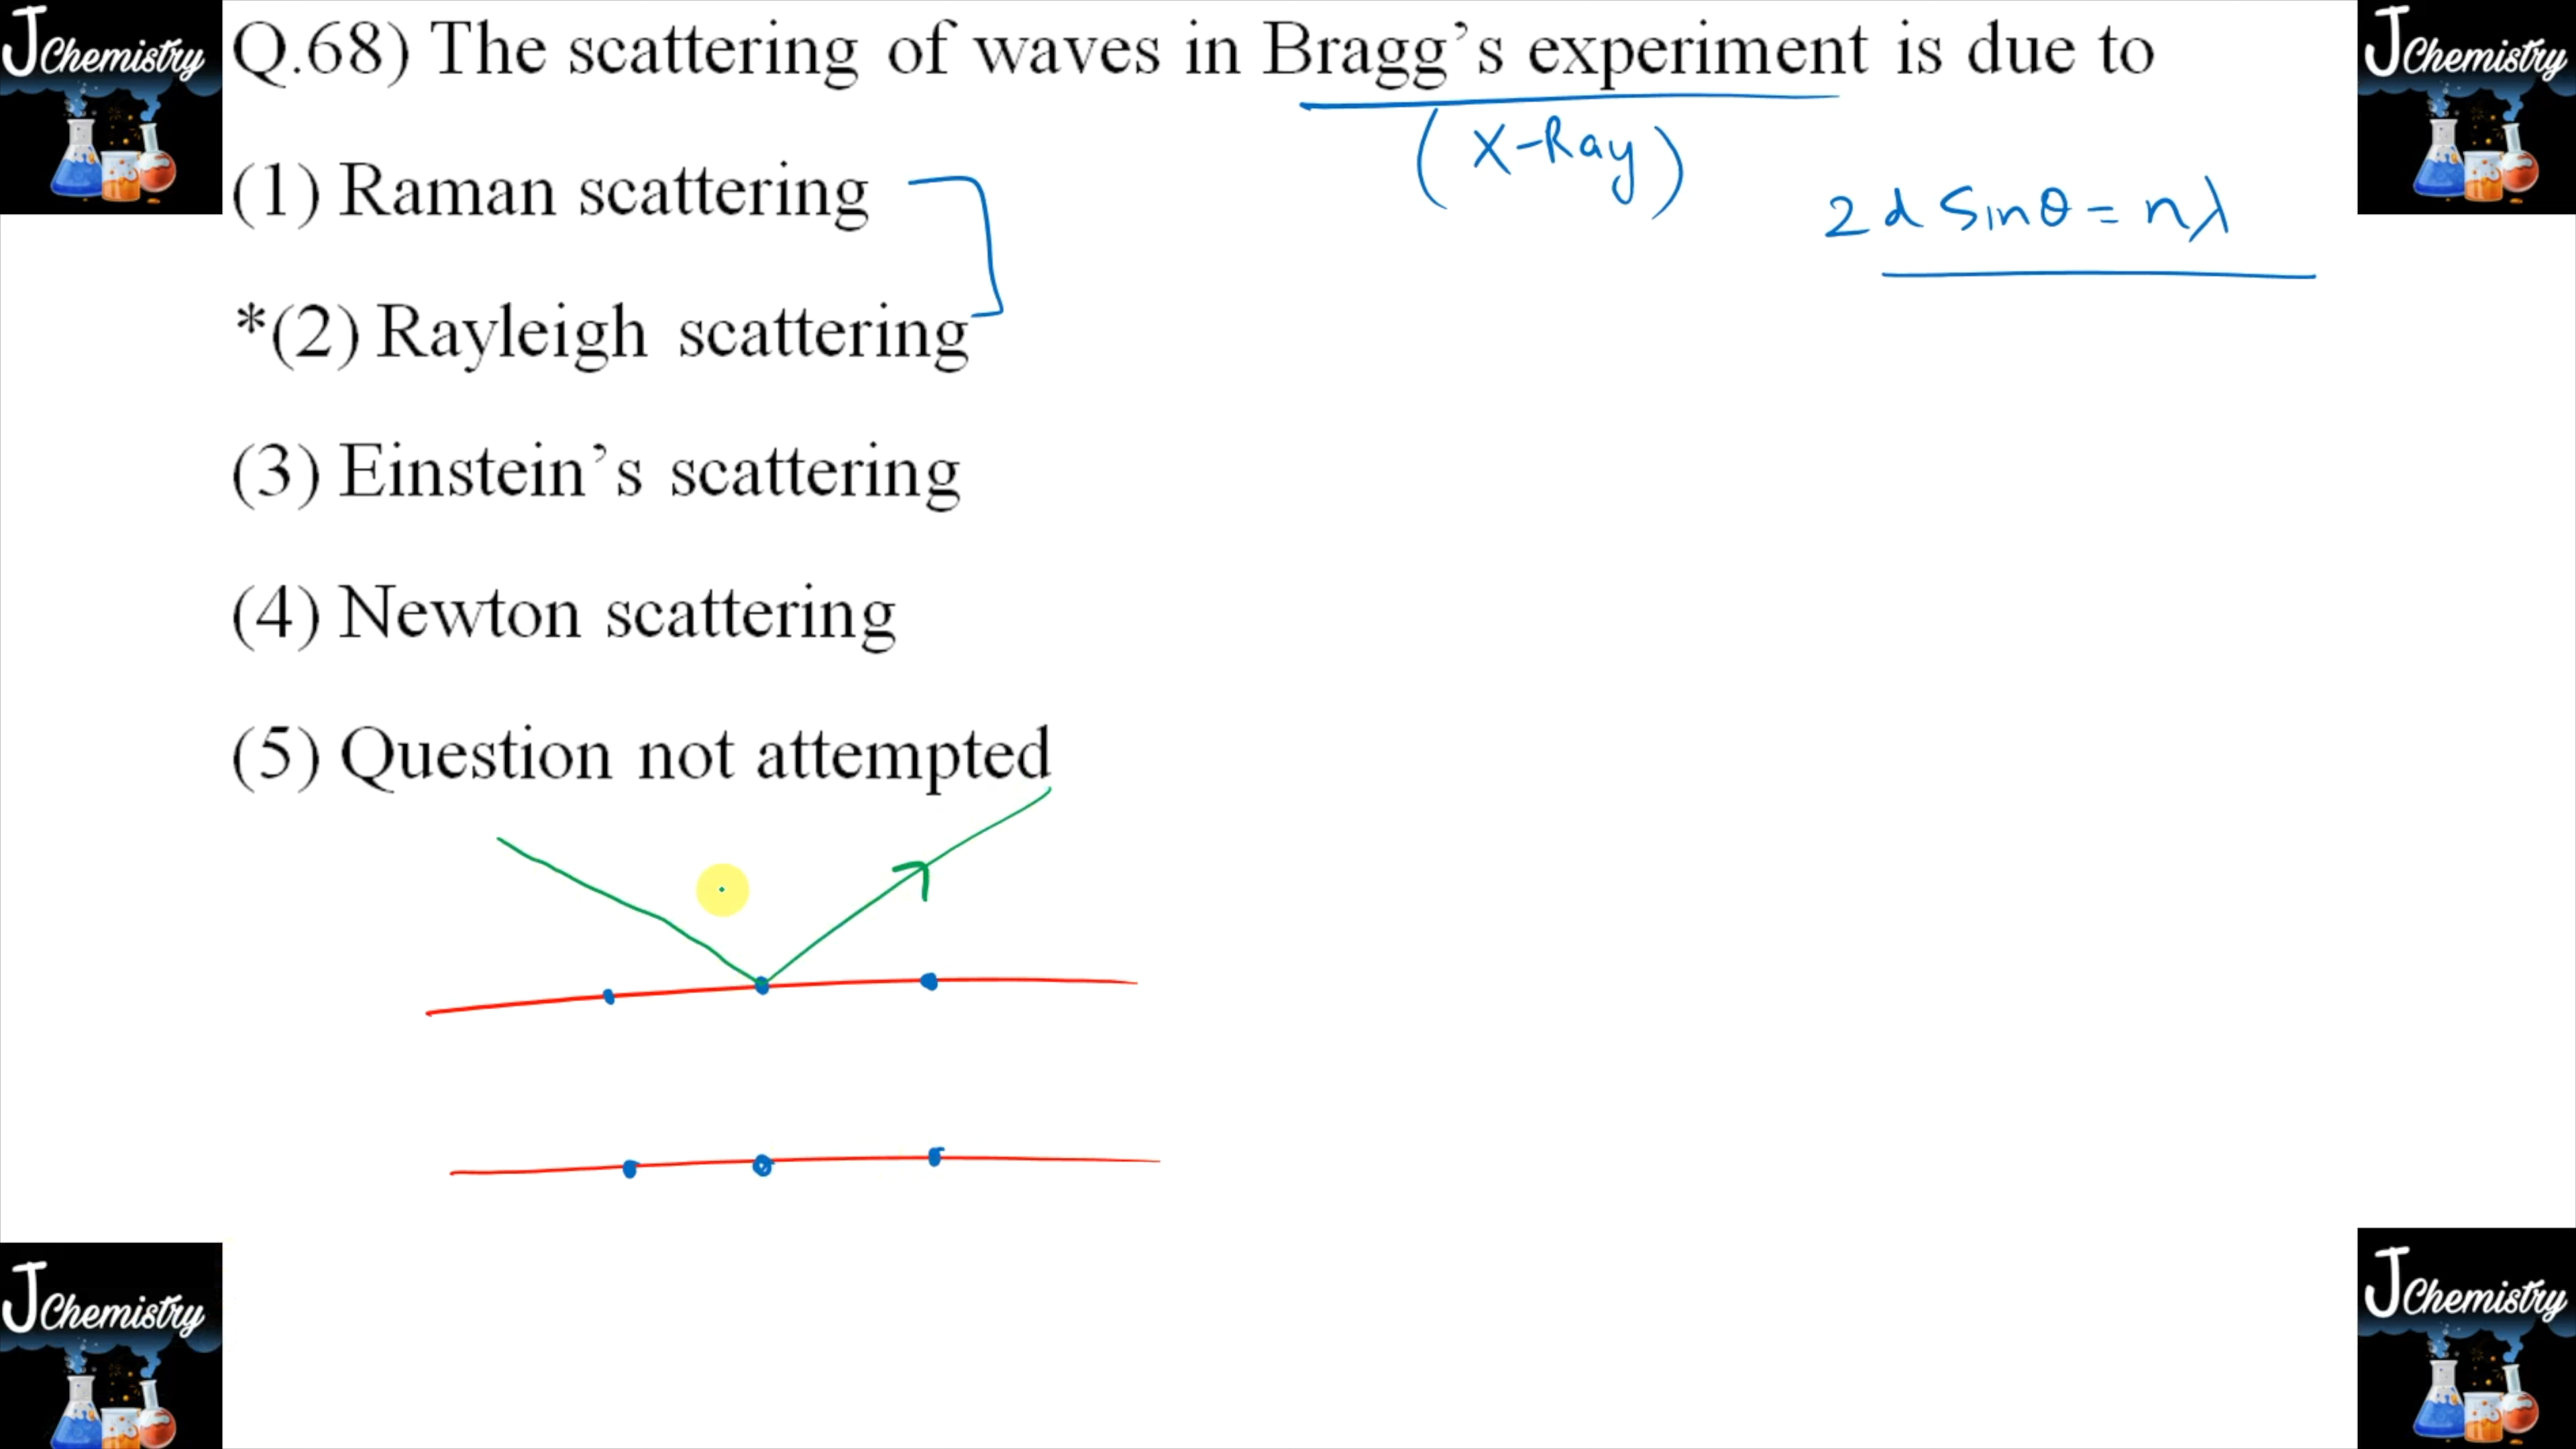 JChemistry
Q.68) The scattering of waves in Bragg’s experiment is due to
JChemistry
(X-Ray)
(1) Raman scattering
2d Sinθ = nλ
*(2) Rayleigh scattering
(3) Einstein’s scattering
(4) Newton scattering
(5) Question not attempted
JChemistry
JChemistry